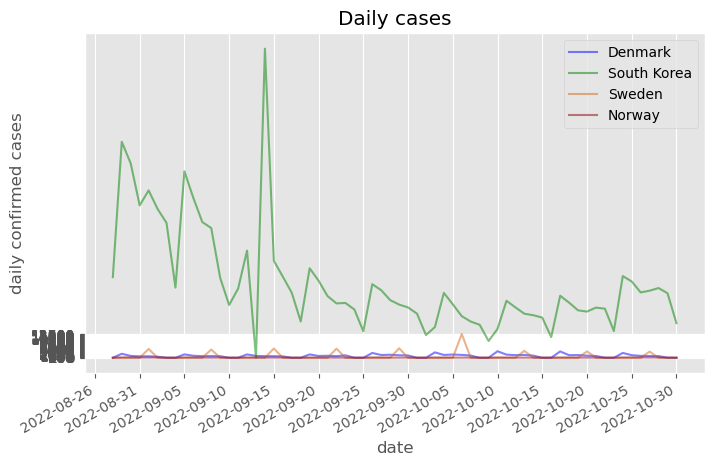 Daily cases
Denmark
South Korea
Sweden
Norway
daily confirmed cases
2022-08-26
2022-08-31
2022-09-05
2022-09-10
2022-09-15
2022-09-20
2022-09-25
2022-09-30
2022-10-05
2022-10-10
2022-10-15
2022-10-20
2022-10-25
2022-10-30
date